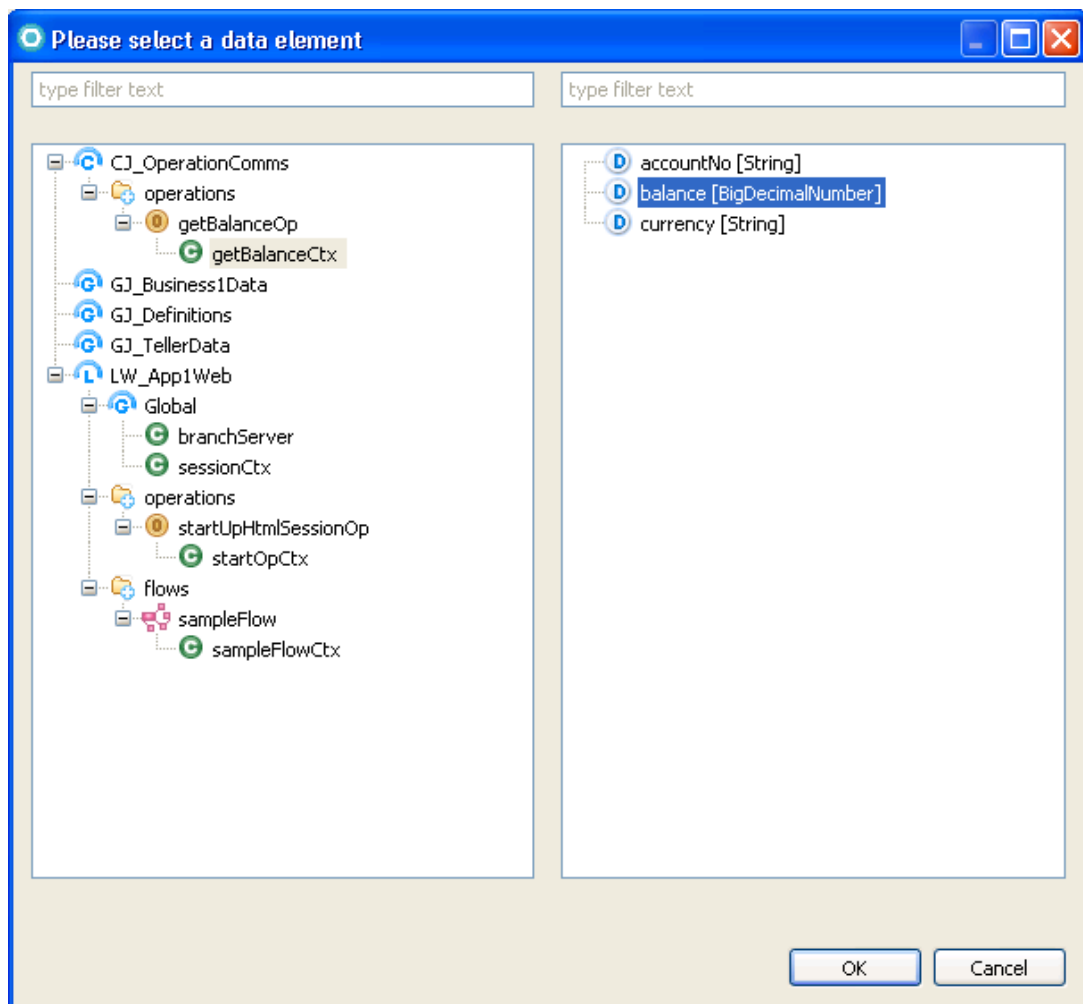 Please select a data element
type filter text
type filter text
C CJ_OperationComms
operations
O getBalanceOp
C getBalanceCtx
G GJ_Business1Data
G GJ_Definitions
G GJ_TellerData
L LW_App1Web
G Global
C branchServer
C sessionCtx
operations
O startUpHtmlSessionOp
C startOpCtx
flows
sampleFlow
C sampleFlowCtx
D accountNo [String]
D balance [BigDecimalNumber]
D currency [String]
OK
Cancel